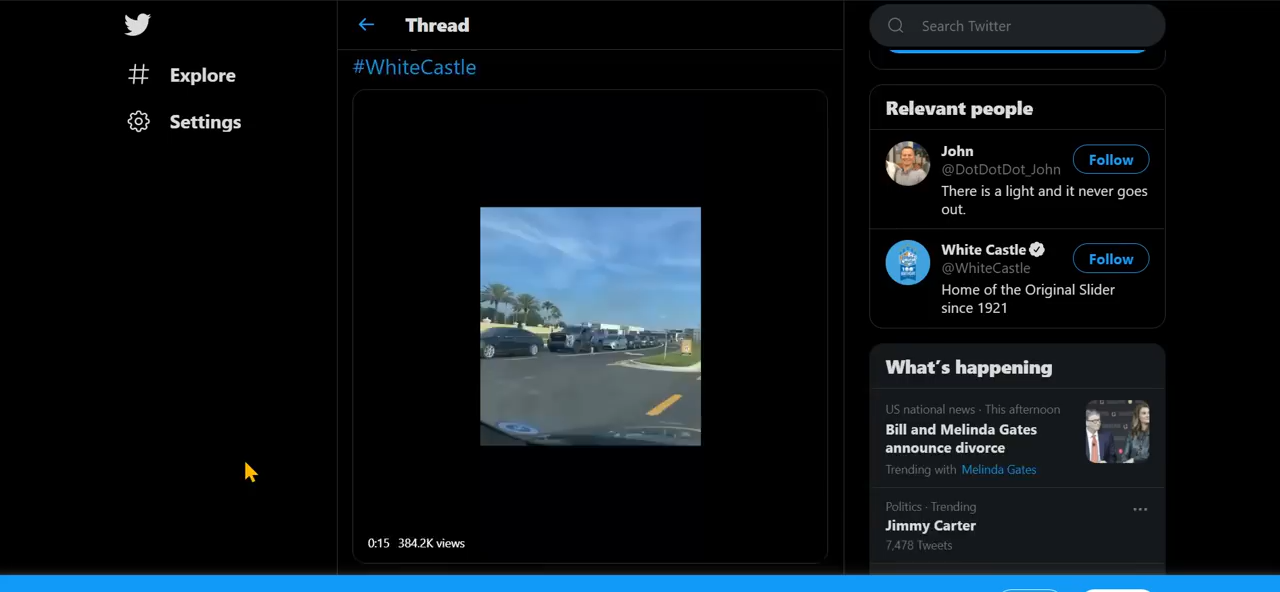 Thread
Search Twitter
Explore
Settings
#WhiteCastle
0:15 384.2K views
Relevant people
John
@DotDotDot_John
Follow
There is a light and it never goes
out.
White Castle
@WhiteCastle
Follow
Home of the Original Slider
since 1921
What's happening
US national news · This afternoon
Bill and Melinda Gates
announce divorce
Trending with Melinda Gates
Politics · Trending
Jimmy Carter
7,478 Tweets